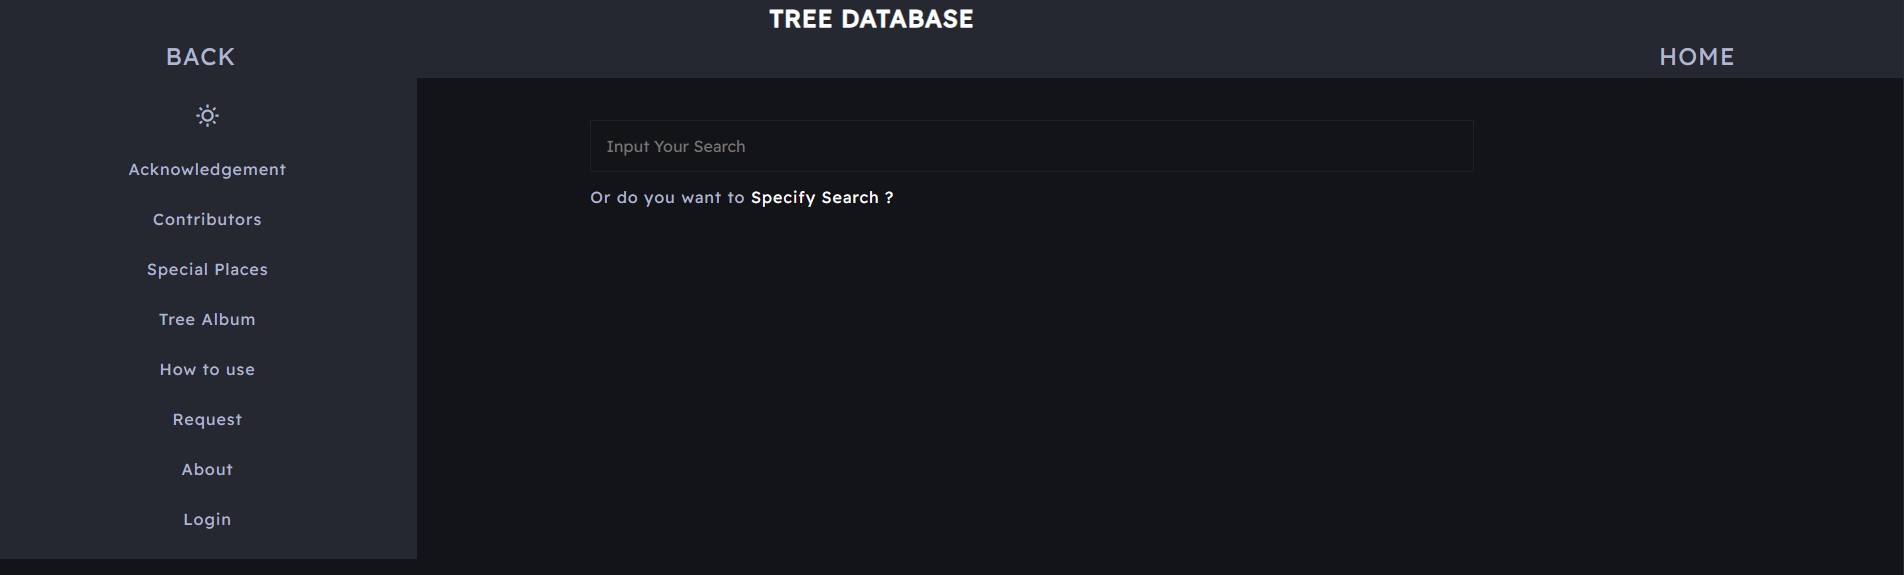 TREE DATABASE
BACK
HOME
Acknowledgement
Contributors
Special Places
Tree Album
How to use
Request
About
Login
Input Your Search
Or do you want to Specify Search ?